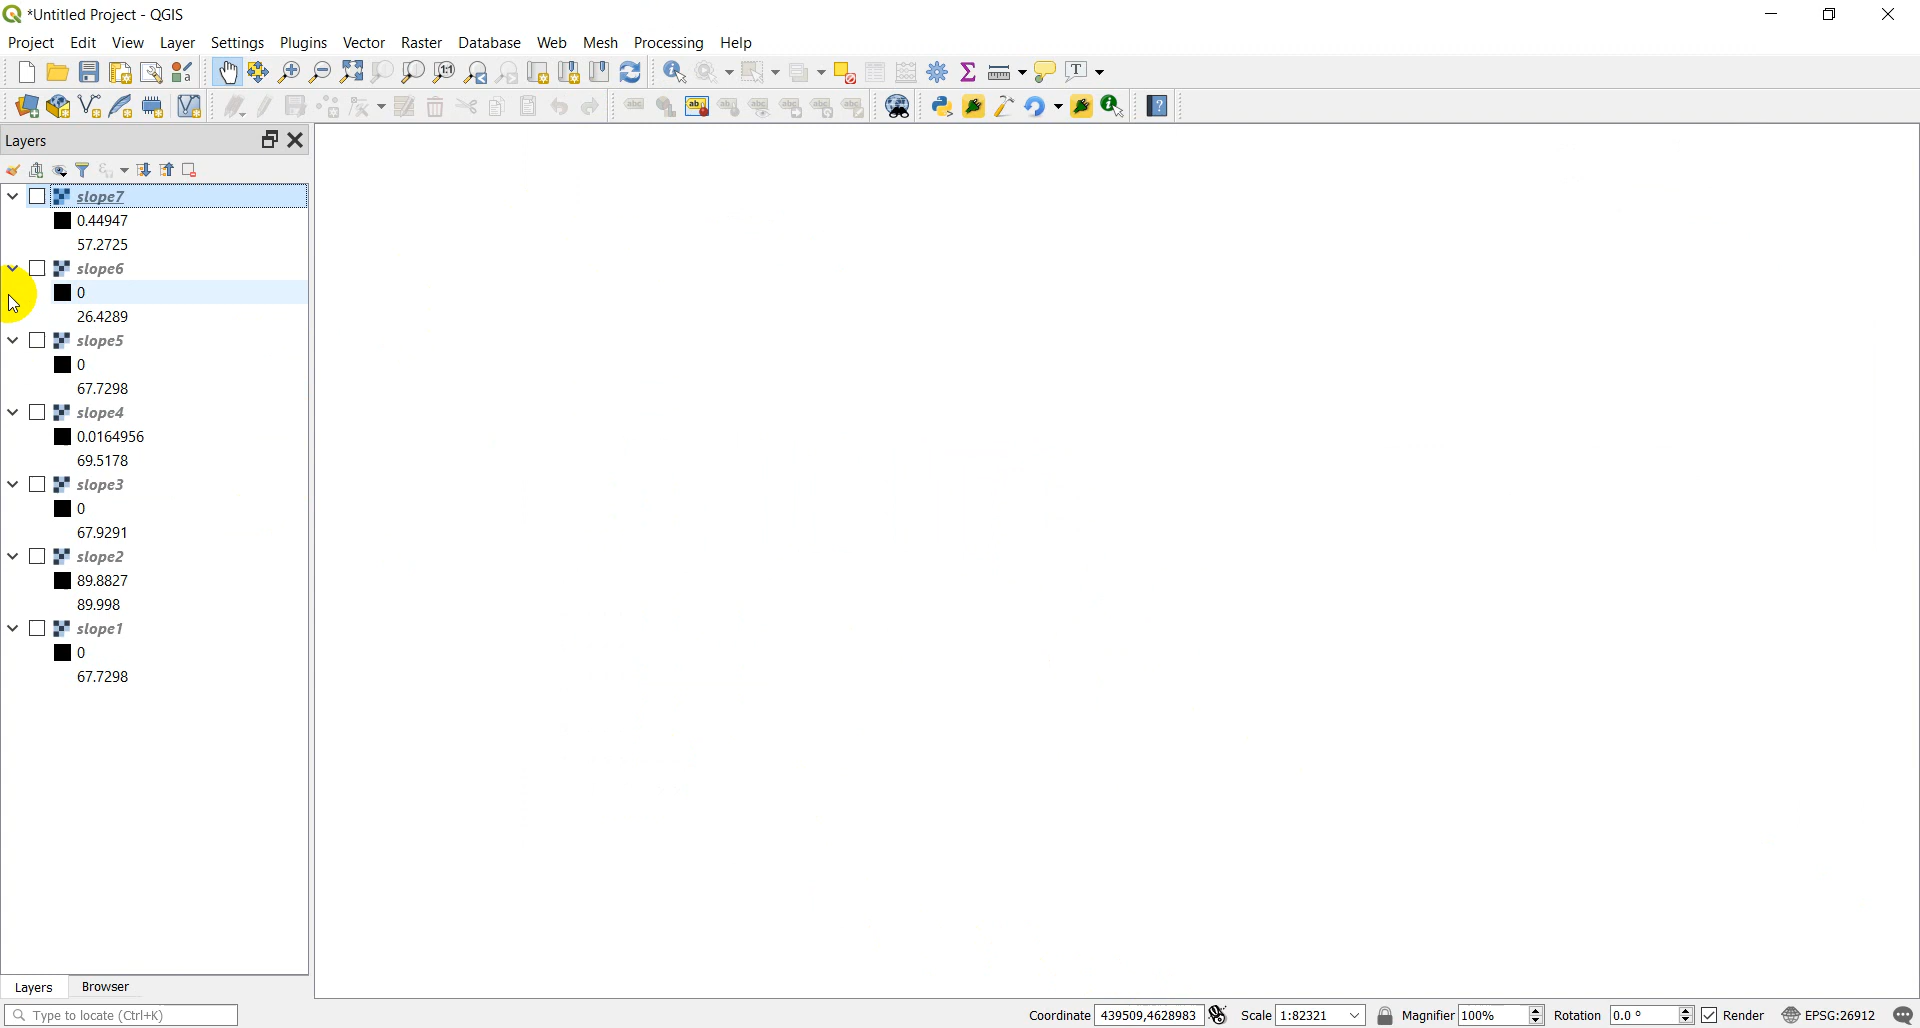 *Untitled Project - QGIS
Project Edit View Layer Settings Plugins Vector Raster Database Web Mesh Processing Help
Layers
slope7
0.44947
57.2725
slope6
0
26.4289
slope5
0
67.7298
slope4
0.0164956
69.5178
slope3
0
67.9291
slope2
89.8827
89.998
slope1
0
67.7298
Layers Browser
Type to locate (Ctrl+K) Coordinate 439509,4628983 Scale 1:82321 Magnifier 100% Rotation 0.0 ° Render EPSG:26912